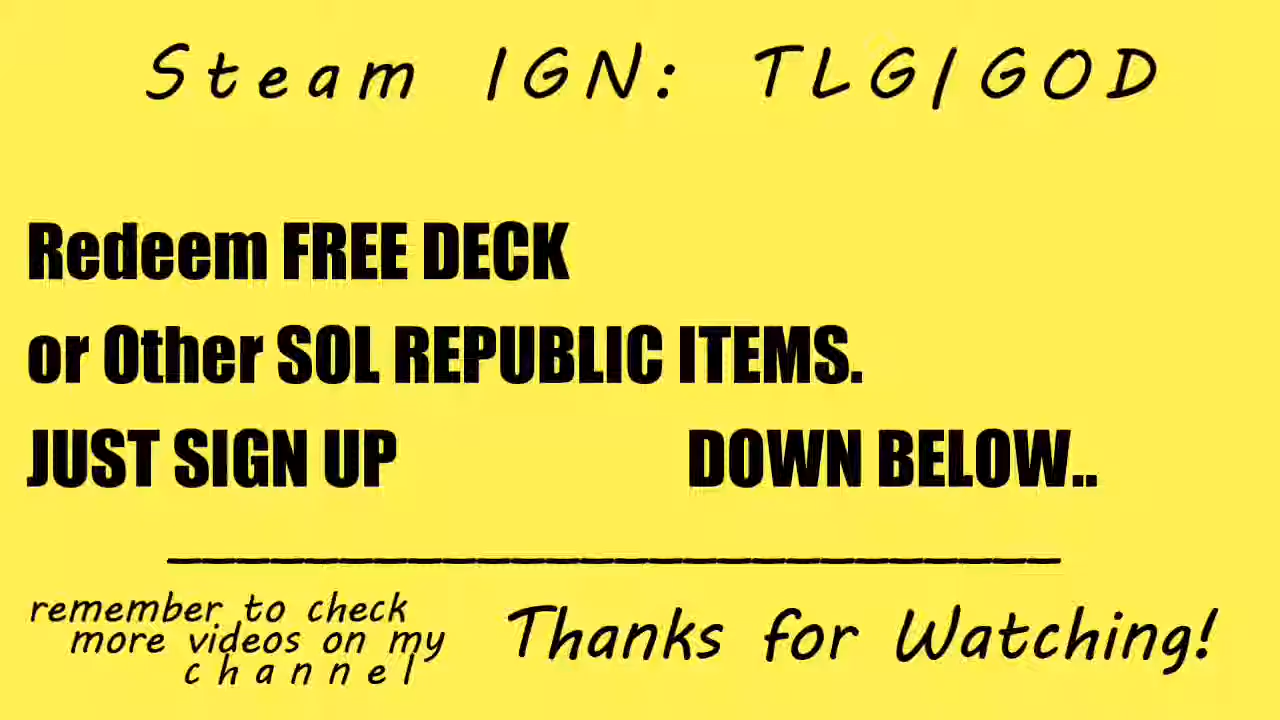 Steam IGN: TLG|GOD
Redeem FREE DECK
or Other SOL REPUBLIC ITEMS.
JUST SIGN UP DOWN BELOW..
__________________________
remember to check
more videos on my
channel
Thanks for Watching!